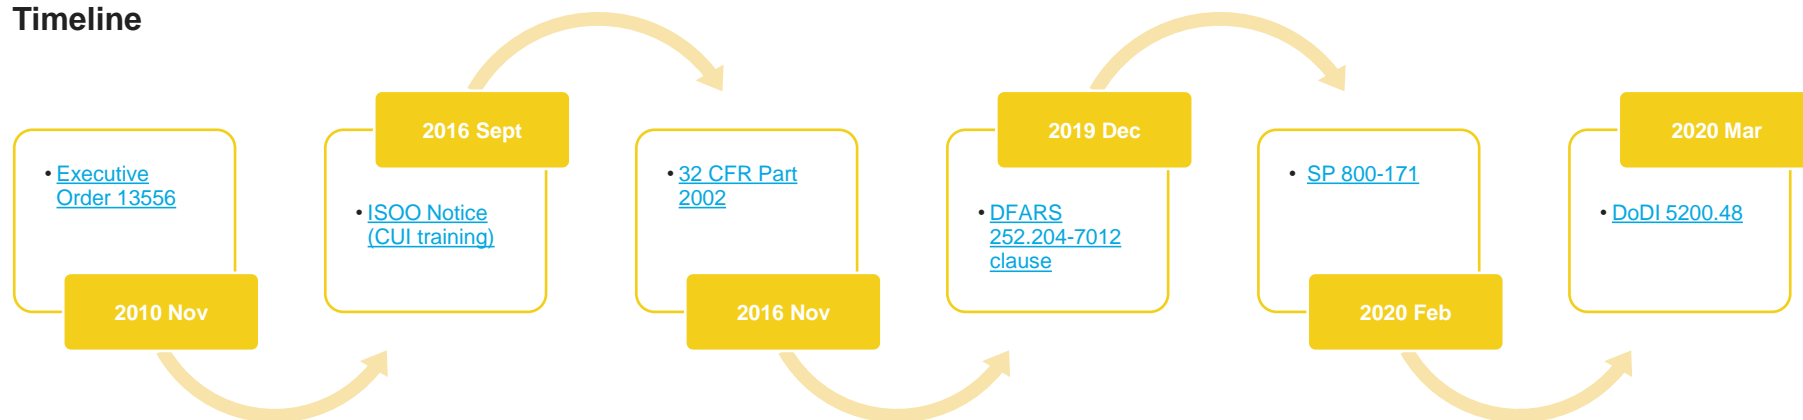 Timeline
• Executive
Order 13556
2010 Nov
2016 Sept
• ISOO Notice
(CUI training)
• 32 CFR Part
2002
2016 Nov
2019 Dec
• DFARS
252.204-7012
clause
• SP 800-171
2020 Feb
2020 Mar
• DoDI 5200.48